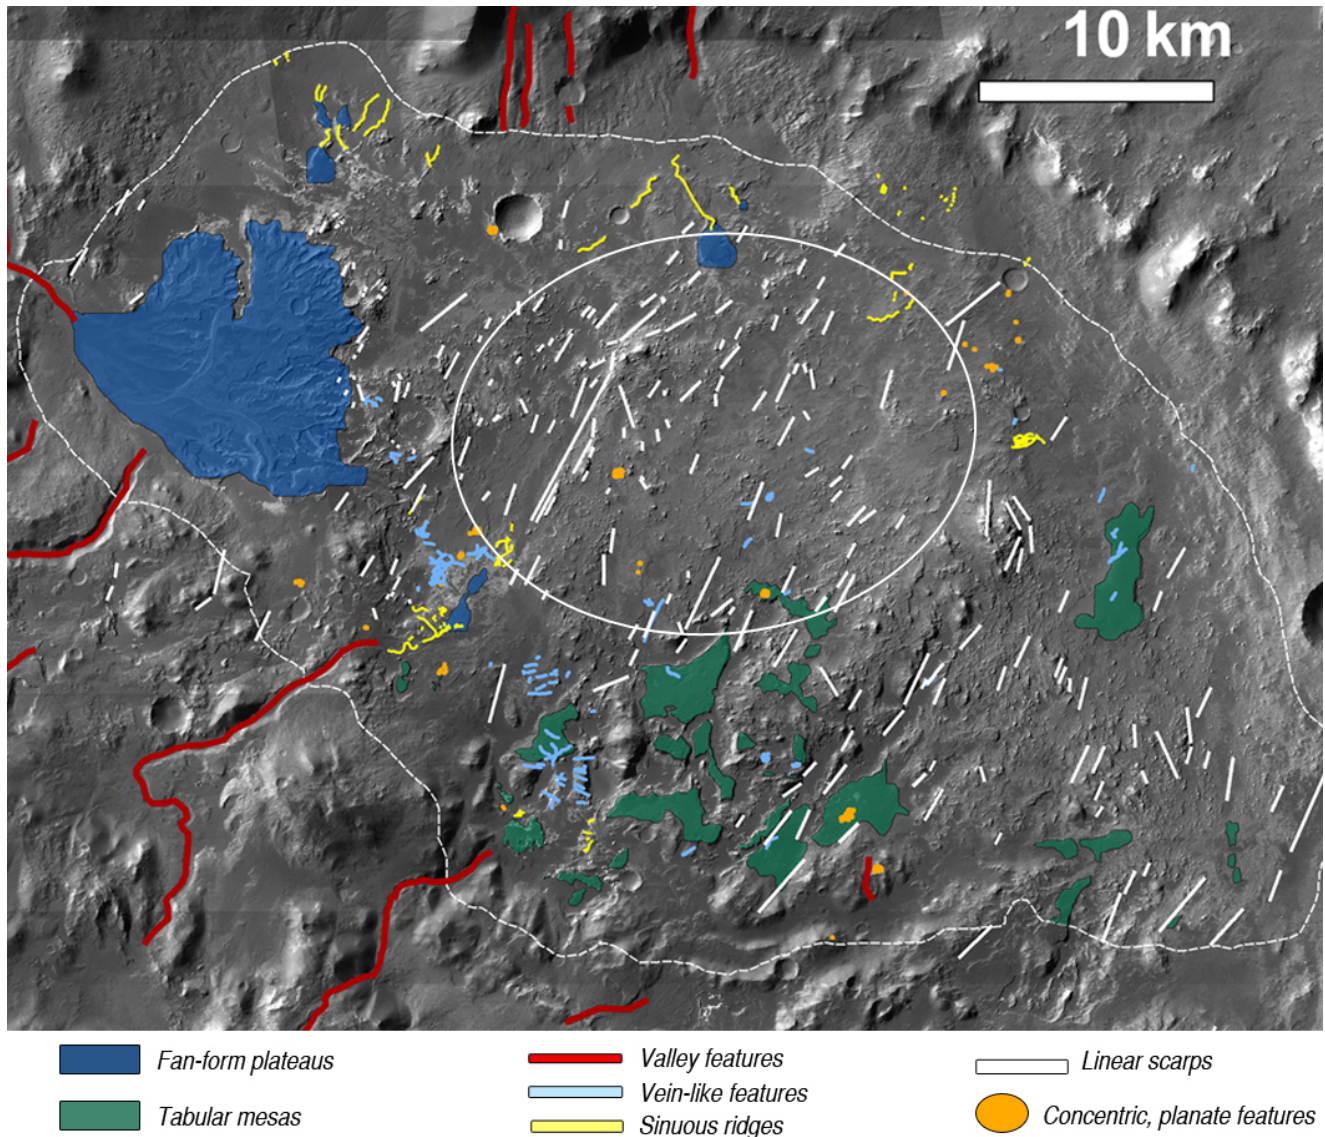 10 km
Fan-form plateaus
Valley features
Linear scarps
Vein-like features
Tabular mesas
Sinuous ridges
Concentric, planate features